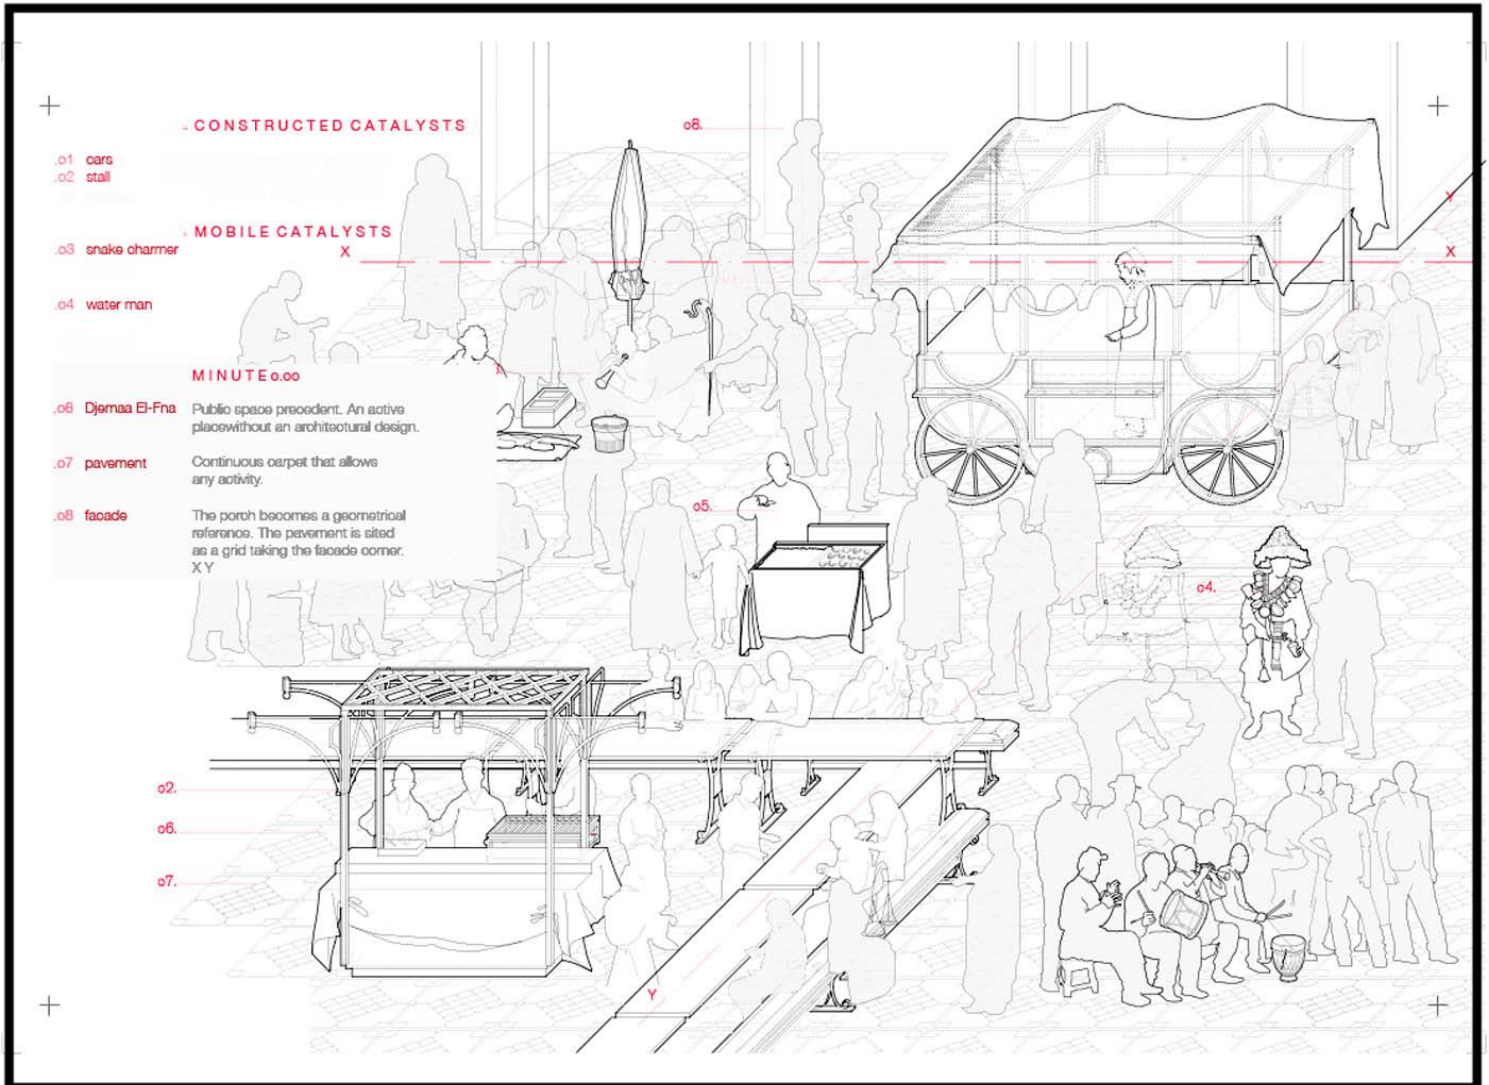 CONSTRUCTED CATALYSTS
.o1 cars
.o2 stall
MOBILE CATALYSTS
X
.o3 snake charmer
.o4 water man
MINUTE 0.00
.o6 Djemaa El-Fna
Public space precedent. An active
placewithout an architectural design.
.o7 pavement
Continuous carpet that allows
any activity.
.o8 facade
The porch becomes a geometrical
reference. The pavement is sited
as a grid taking the facade corner.
X Y
o8.
Y
X
o5.
o4.
o2.
o6.
o7.
Y